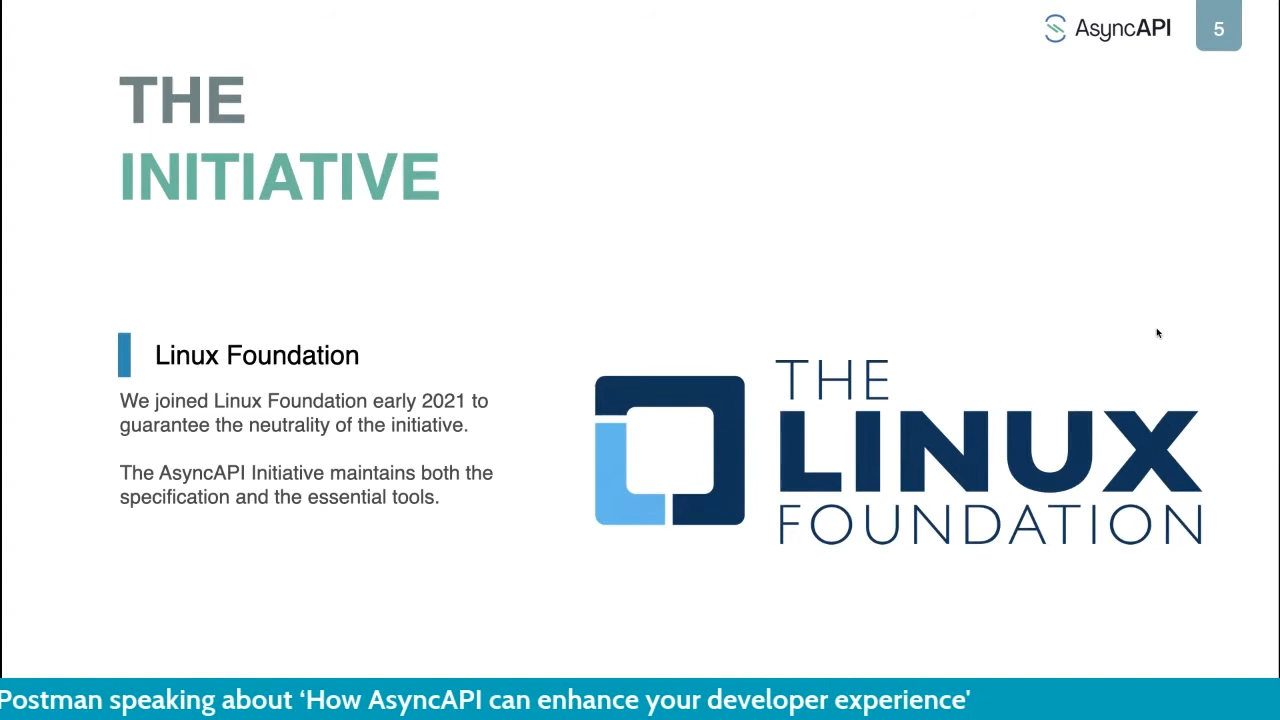 AsyncAPI
5
THE
INITIATIVE
Linux Foundation
We joined Linux Foundation early 2021 to
guarantee the neutrality of the initiative.
The AsyncAPI Initiative maintains both the
specification and the essential tools.
THE
LINUX
FOUNDATION
Postman speaking about ‘How AsyncAPI can enhance your developer experience'